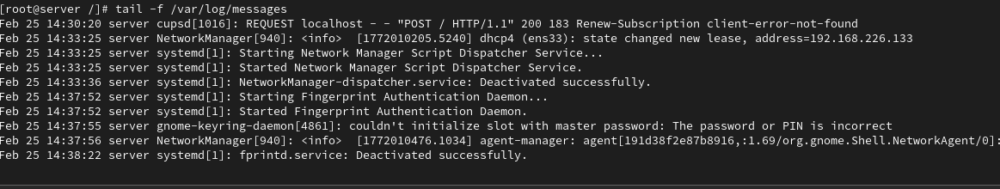 [root@server /]# tail -f /var/log/messages
Feb 25 14:30:20 server cupsd[1016]: REQUEST localhost - - "POST / HTTP/1.1" 200 183 Renew-Subscription client-error-not-found
Feb 25 14:33:25 server NetworkManager[940]: <info>  [1772010205.5240] dhcp4 (ens33): state changed new lease, address=192.168.226.133
Feb 25 14:33:25 server systemd[1]: Starting Network Manager Script Dispatcher Service...
Feb 25 14:33:25 server systemd[1]: Started Network Manager Script Dispatcher Service.
Feb 25 14:33:36 server systemd[1]: NetworkManager-dispatcher.service: Deactivated successfully.
Feb 25 14:37:52 server systemd[1]: Starting Fingerprint Authentication Daemon...
Feb 25 14:37:52 server systemd[1]: Started Fingerprint Authentication Daemon.
Feb 25 14:37:55 server gnome-keyring-daemon[4861]: couldn't initialize slot with master password: The password or PIN is incorrect
Feb 25 14:37:56 server NetworkManager[940]: <info>  [1772010476.1034] agent-manager: agent[191d38f2e87b8916,:1.69/org.gnome.Shell.NetworkAgent/0]:
Feb 25 14:38:22 server systemd[1]: fprintd.service: Deactivated successfully.